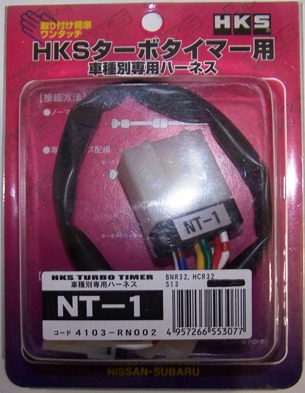 取り付け簡単
ワンタッチ
HKS
HKSターボタイマー用
車種別専用ハーネス
【接続方法】
NT-1
HKS TURBO TIMER
車種別専用ハーネス
BNR32, HCR32
S13
NT-1
コード 4103-RN002
4 957266 553077
NISSAN・SUBARU